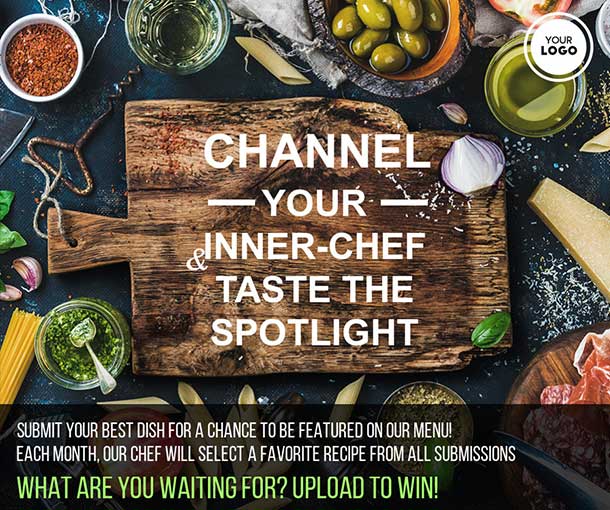 YOUR
LOGO
CHANNEL
YOUR
INNER-CHEF
& TASTE THE
SPOTLIGHT
SUBMIT YOUR BEST DISH FOR A CHANCE TO BE FEATURED ON OUR MENU!
EACH MONTH, OUR CHEF WILL SELECT A FAVORITE RECIPE FROM ALL SUBMISSIONS
WHAT ARE YOU WAITING FOR? UPLOAD TO WIN!